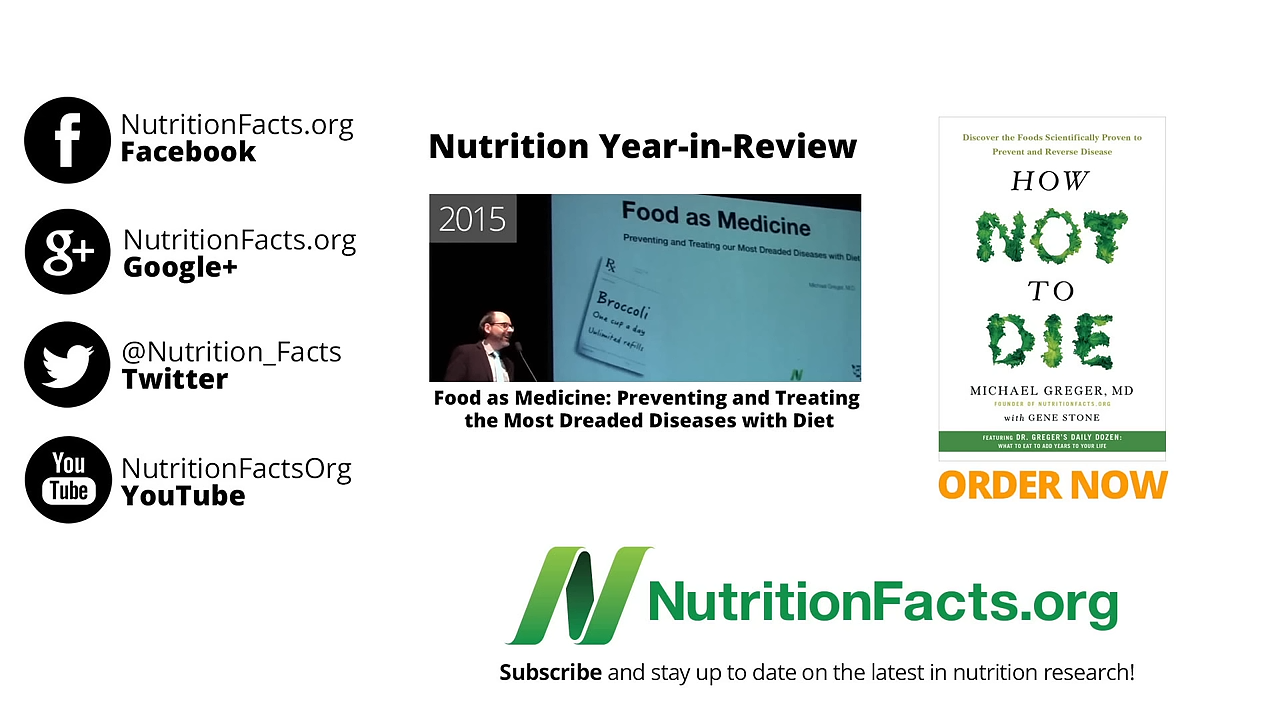 f
NutritionFacts.org
Facebook
g+
NutritionFacts.org
Google+
@Nutrition_Facts
Twitter
You
Tube
NutritionFactsOrg
YouTube
Nutrition Year-in-Review
2015
Food as Medicine
Preventing and Treating our Most Dreaded Diseases with Diet
Michael Greger, M.D.
Rx
Broccoli
One cup a day
Unlimited refills
Food as Medicine: Preventing and Treating
the Most Dreaded Diseases with Diet
Discover the Foods Scientifically Proven to
Prevent and Reverse Disease
HOW
NOT
TO
DIE
MICHAEL GREGER, MD
FOUNDER OF NUTRITIONFACTS.ORG
with GENE STONE
FEATURING DR. GREGER'S DAILY DOZEN:
WHAT TO EAT TO ADD YEARS TO YOUR LIFE
ORDER NOW
NutritionFacts.org
Subscribe and stay up to date on the latest in nutrition research!